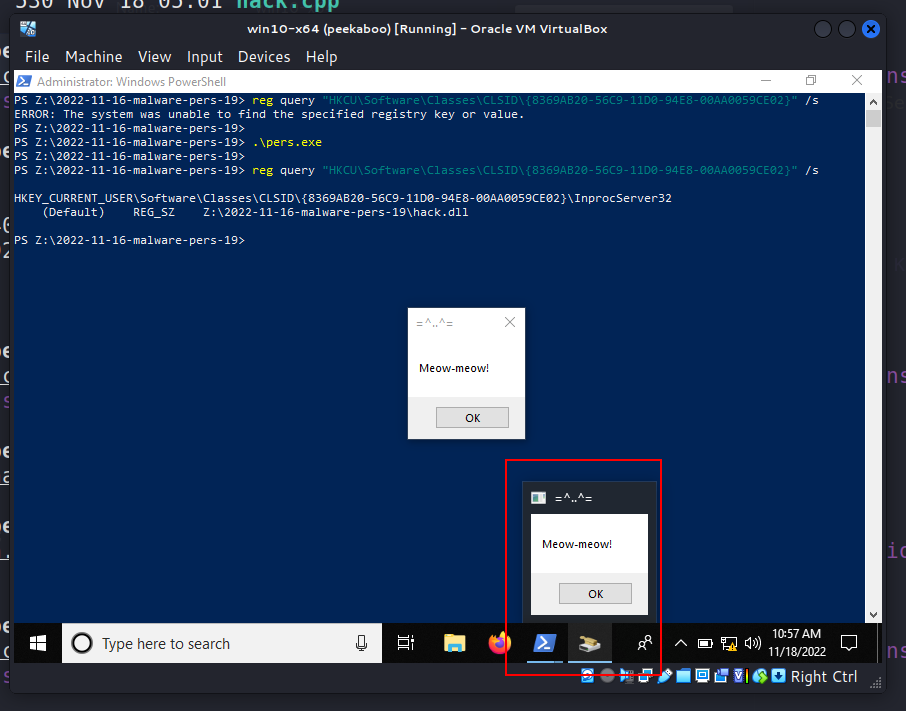 530 Nov 18 05:01 hack.cpp
win10-x64 (peekaboo) [Running] - Oracle VM VirtualBox
File Machine View Input Devices Help
Administrator: Windows PowerShell
PS Z:\2022-11-16-malware-pers-19> reg query "HKCU\Software\Classes\CLSID\{8369AB20-56C9-11D0-94E8-00AA0059CE02}" /s
ERROR: The system was unable to find the specified registry key or value.
PS Z:\2022-11-16-malware-pers-19>
PS Z:\2022-11-16-malware-pers-19> .\pers.exe
PS Z:\2022-11-16-malware-pers-19>
PS Z:\2022-11-16-malware-pers-19> reg query "HKCU\Software\Classes\CLSID\{8369AB20-56C9-11D0-94E8-00AA0059CE02}" /s
HKEY_CURRENT_USER\Software\Classes\CLSID\{8369AB20-56C9-11D0-94E8-00AA0059CE02}\InprocServer32
(Default) REG_SZ Z:\2022-11-16-malware-pers-19\hack.dll
PS Z:\2022-11-16-malware-pers-19>
=^..^=
Meow-meow!
OK
=^..^=
Meow-meow!
OK
Type here to search
10:57 AM
11/18/2022
Right Ctrl